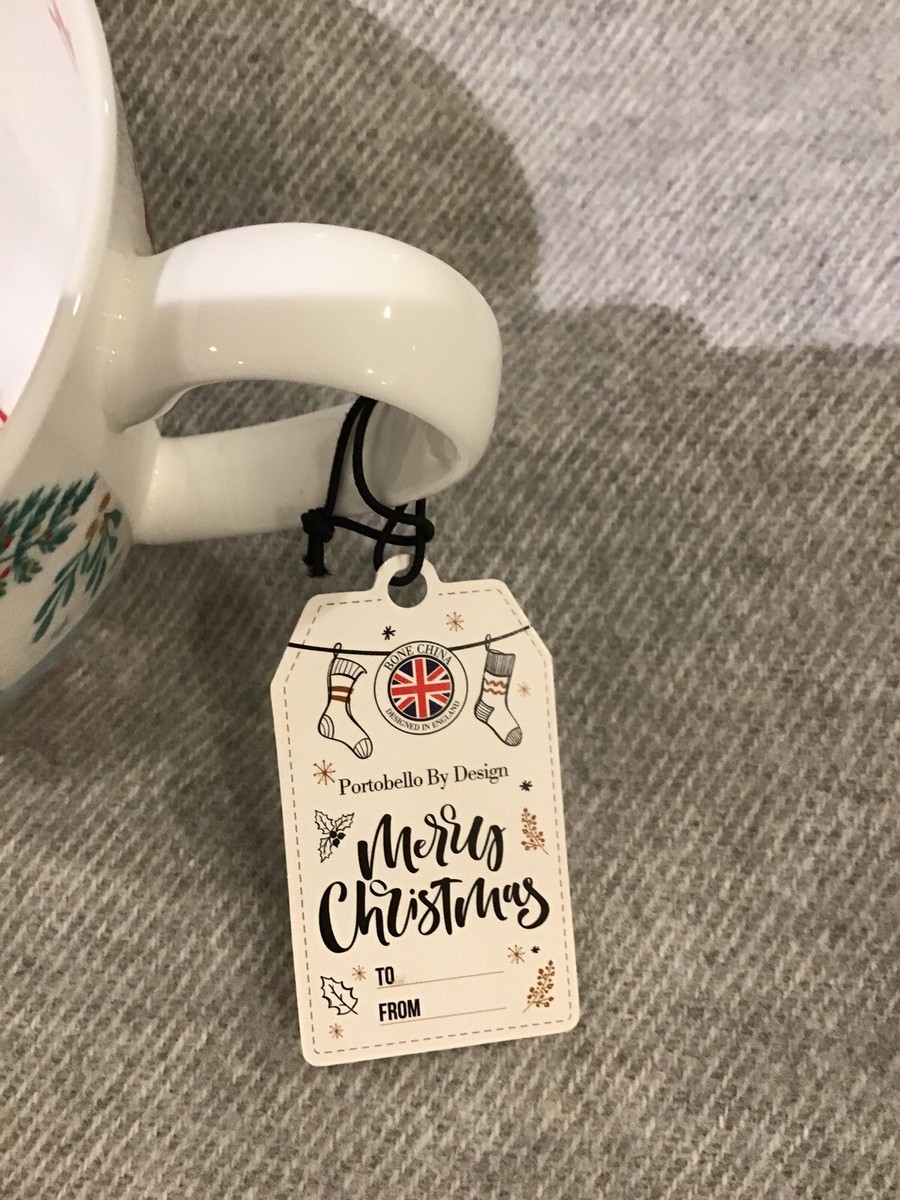 BONE CHINA
DESIGNED IN ENGLAND
Portobello By Design
Merry
Christmas
TO
FROM